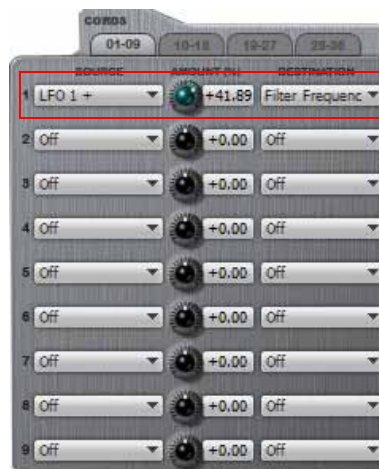 CORDS
01-09 10-18 19-27 28-36
SOURCE AMOUNT (%) DESTINATION
1 LFO 1 + +41.89 Filter Frequenc
2 Off +0.00 Off
3 Off +0.00 Off
4 Off +0.00 Off
5 Off +0.00 Off
6 Off +0.00 Off
7 Off +0.00 Off
8 Off +0.00 Off
9 Off +0.00 Off